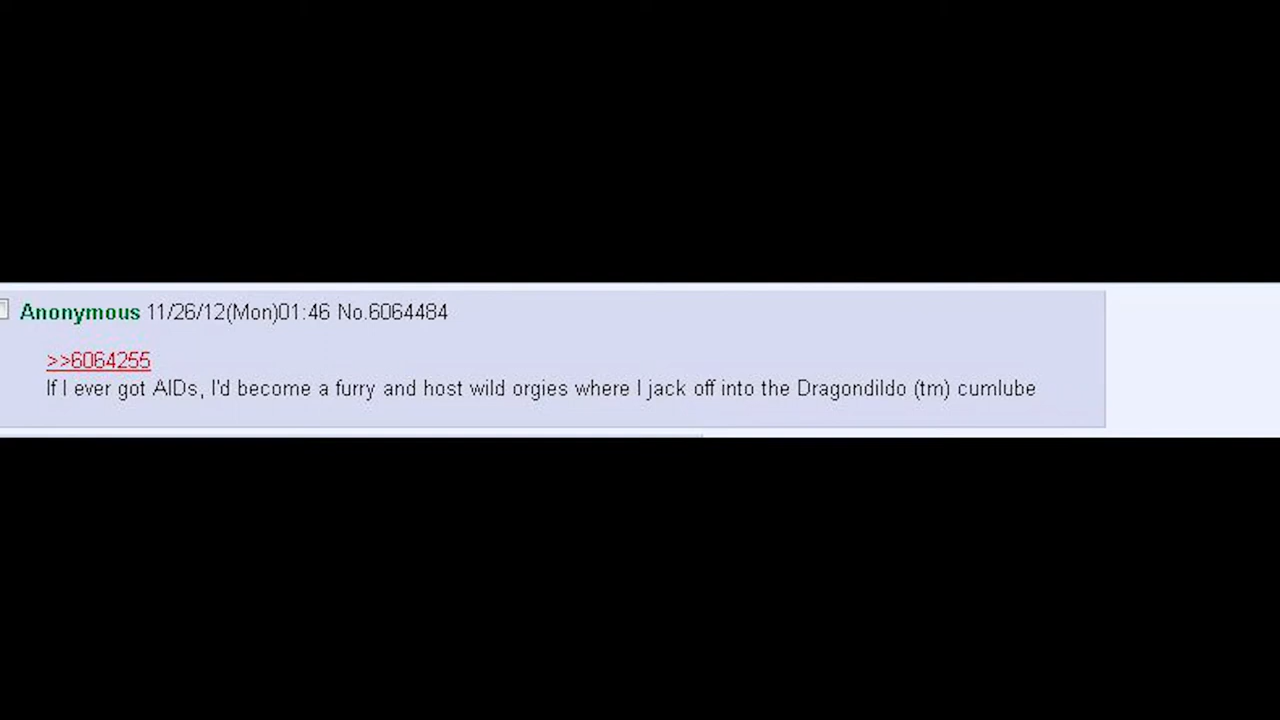 Anonymous 11/26/12(Mon)01:46 No.6064484
>>6064255
If I ever got AIDs, I'd become a furry and host wild orgies where I jack off into the Dragondildo (tm) cumlube